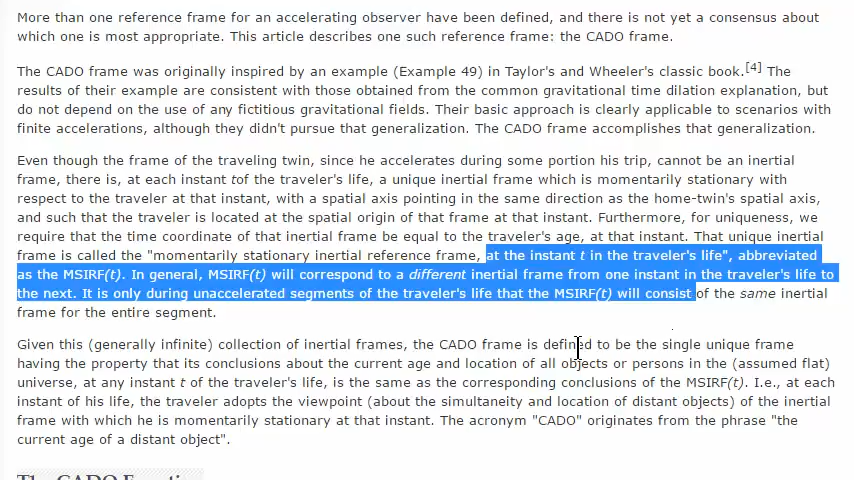 More than one reference frame for an accelerating observer have been defined, and there is not yet a consensus about
which one is most appropriate. This article describes one such reference frame: the CADO frame.
The CADO frame was originally inspired by an example (Example 49) in Taylor's and Wheeler's classic book.[4] The
results of their example are consistent with those obtained from the common gravitational time dilation explanation, but
do not depend on the use of any fictitious gravitational fields. Their basic approach is clearly applicable to scenarios with
finite accelerations, although they didn't pursue that generalization. The CADO frame accomplishes that generalization.
Even though the frame of the traveling twin, since he accelerates during some portion his trip, cannot be an inertial
frame, there is, at each instant tof the traveler's life, a unique inertial frame which is momentarily stationary with
respect to the traveler at that instant, with a spatial axis pointing in the same direction as the home-twin's spatial axis,
and such that the traveler is located at the spatial origin of that frame at that instant. Furthermore, for uniqueness, we
require that the time coordinate of that inertial frame be equal to the traveler's age, at that instant. That unique inertial
frame is called the "momentarily stationary inertial reference frame, at the instant t in the traveler's life", abbreviated
as the MSIRF(t). In general, MSIRF(t) will correspond to a different inertial frame from one instant in the traveler's life to
the next. It is only during unaccelerated segments of the traveler's life that the MSIRF(t) will consist of the same inertial
frame for the entire segment.
Given this (generally infinite) collection of inertial frames, the CADO frame is defined to be the single unique frame
having the property that its conclusions about the current age and location of all objects or persons in the (assumed flat)
universe, at any instant t of the traveler's life, is the same as the corresponding conclusions of the MSIRF(t). I.e., at each
instant of his life, the traveler adopts the viewpoint (about the simultaneity and location of distant objects) of the inertial
frame with which he is momentarily stationary at that instant. The acronym "CADO" originates from the phrase "the
current age of a distant object".
The CADO Equation